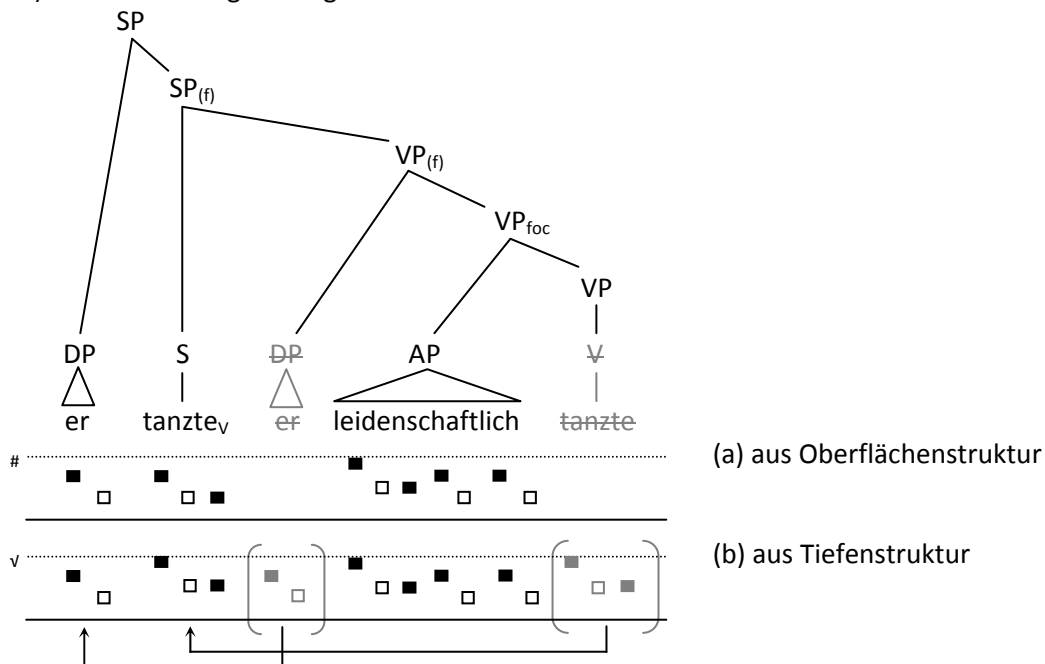 SP
SP(f)
VP(f)
VPfoc
VP
DP S DP AP V
er tanzteV er leidenschaftlich tanzte
# (a) aus Oberflächenstruktur
√ (b) aus Tiefenstruktur